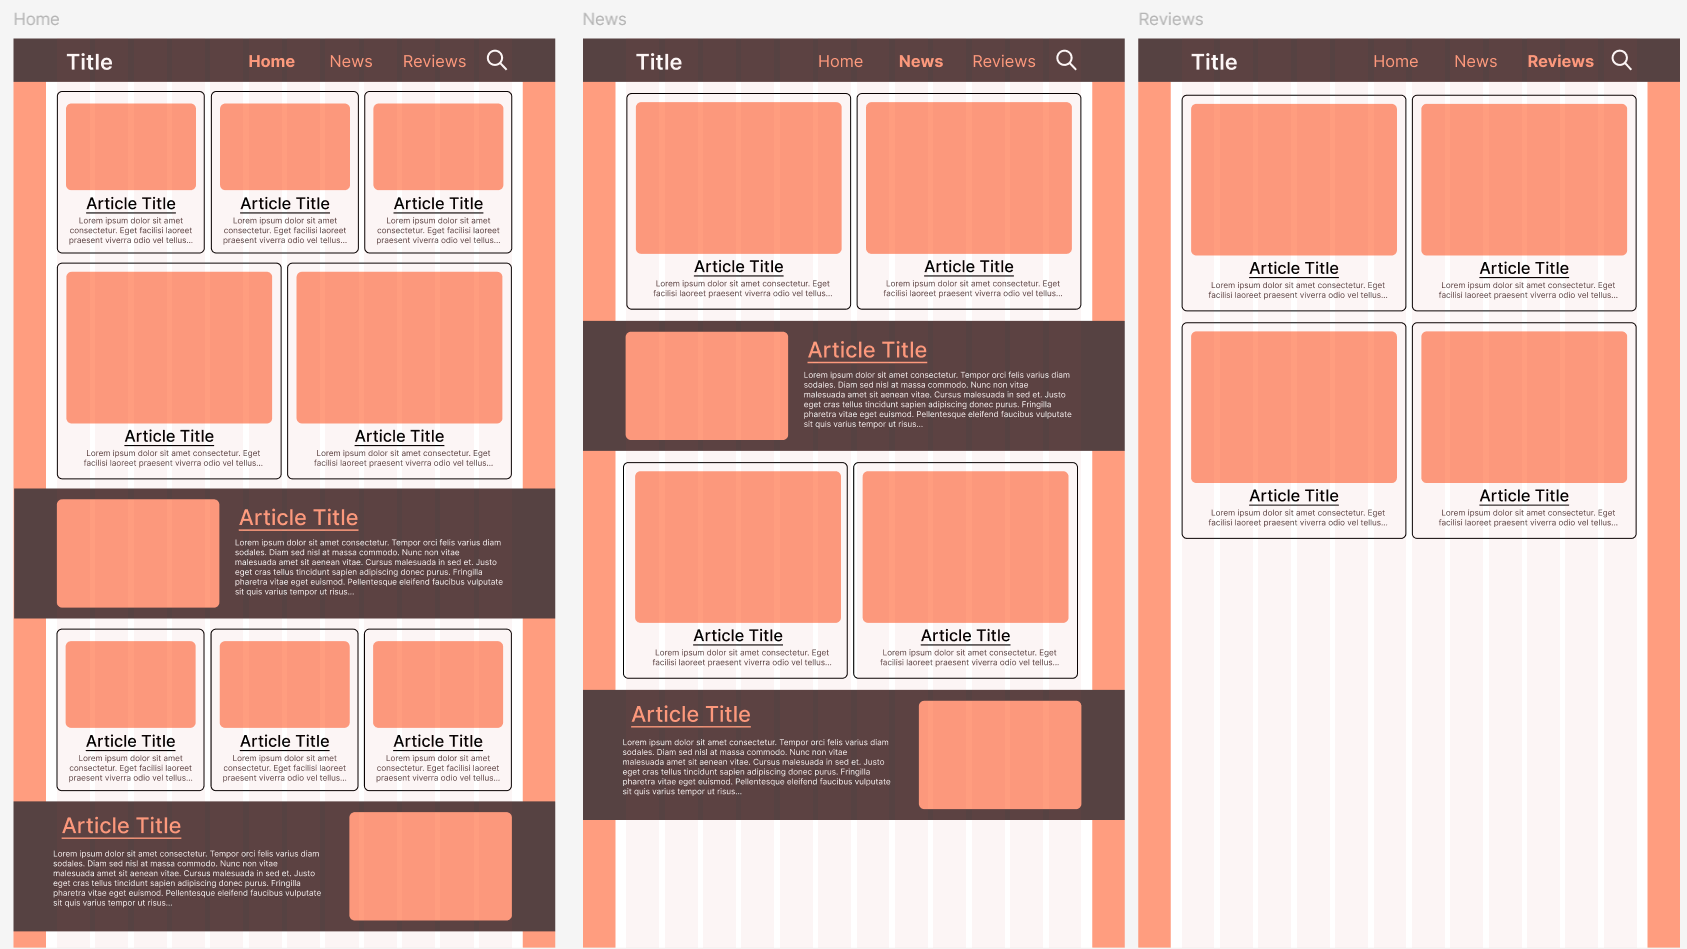 Home
Title
Home News Reviews
Article Title
Lorem ipsum dolor sit amet
consectetur. Eget facilisi laoreet
praesent viverra odio vel tellus...
Article Title
Lorem ipsum dolor sit amet
consectetur. Eget facilisi laoreet
praesent viverra odio vel tellus...
Article Title
Lorem ipsum dolor sit amet
consectetur. Eget facilisi laoreet
praesent viverra odio vel tellus...
Article Title
Lorem ipsum dolor sit amet consectetur. Eget
facilisi laoreet praesent viverra odio vel tellus...
Article Title
Lorem ipsum dolor sit amet consectetur. Eget
facilisi laoreet praesent viverra odio vel tellus...
Article Title
Lorem ipsum dolor sit amet consectetur. Tempor orci felis varius diam
sodales. Diam sed nisl at massa commodo. Nunc non vitae
malesuada amet sit aenean vitae. Cursus malesuada in sed et. Justo
eget cras tellus tincidunt sapien adipiscing donec purus. Fringilla
pharetra vitae eget euismod. Pellentesque eleifend faucibus vulputate
sit quis varius tempor ut risus...
Article Title
Lorem ipsum dolor sit amet
consectetur. Eget facilisi laoreet
praesent viverra odio vel tellus...
Article Title
Lorem ipsum dolor sit amet
consectetur. Eget facilisi laoreet
praesent viverra odio vel tellus...
Article Title
Lorem ipsum dolor sit amet
consectetur. Eget facilisi laoreet
praesent viverra odio vel tellus...
Article Title
Lorem ipsum dolor sit amet consectetur. Tempor orci felis varius diam
sodales. Diam sed nisl at massa commodo. Nunc non vitae
malesuada amet sit aenean vitae. Cursus malesuada in sed et. Justo
eget cras tellus tincidunt sapien adipiscing donec purus. Fringilla
pharetra vitae eget euismod. Pellentesque eleifend faucibus vulputate
sit quis varius tempor ut risus...
News
Title
Home News Reviews
Article Title
Lorem ipsum dolor sit amet consectetur. Eget
facilisi laoreet praesent viverra odio vel tellus...
Article Title
Lorem ipsum dolor sit amet consectetur. Eget
facilisi laoreet praesent viverra odio vel tellus...
Article Title
Lorem ipsum dolor sit amet consectetur. Tempor orci felis varius diam
sodales. Diam sed nisl at massa commodo. Nunc non vitae
malesuada amet sit aenean vitae. Cursus malesuada in sed et. Justo
eget cras tellus tincidunt sapien adipiscing donec purus. Fringilla
pharetra vitae eget euismod. Pellentesque eleifend faucibus vulputate
sit quis varius tempor ut risus...
Article Title
Lorem ipsum dolor sit amet consectetur. Eget
facilisi laoreet praesent viverra odio vel tellus...
Article Title
Lorem ipsum dolor sit amet consectetur. Eget
facilisi laoreet praesent viverra odio vel tellus...
Article Title
Lorem ipsum dolor sit amet consectetur. Tempor orci felis varius diam
sodales. Diam sed nisl at massa commodo. Nunc non vitae
malesuada amet sit aenean vitae. Cursus malesuada in sed et. Justo
eget cras tellus tincidunt sapien adipiscing donec purus. Fringilla
pharetra vitae eget euismod. Pellentesque eleifend faucibus vulputate
sit quis varius tempor ut risus...
Reviews
Title
Home News Reviews
Article Title
Lorem ipsum dolor sit amet consectetur. Eget
facilisi laoreet praesent viverra odio vel tellus...
Article Title
Lorem ipsum dolor sit amet consectetur. Eget
facilisi laoreet praesent viverra odio vel tellus...
Article Title
Lorem ipsum dolor sit amet consectetur. Eget
facilisi laoreet praesent viverra odio vel tellus...
Article Title
Lorem ipsum dolor sit amet consectetur. Eget
facilisi laoreet praesent viverra odio vel tellus...